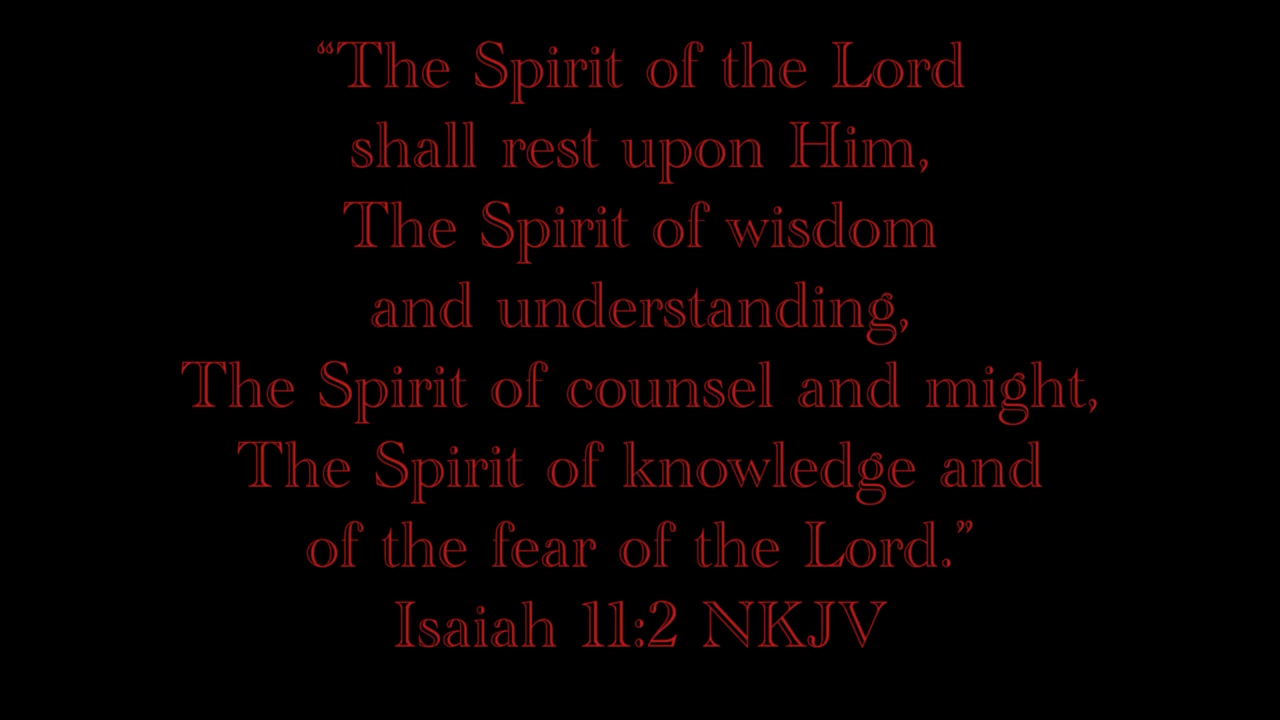 “The Spirit of the Lord
shall rest upon Him,
The Spirit of wisdom
and understanding,
The Spirit of counsel and might,
The Spirit of knowledge and
of the fear of the Lord.”
Isaiah 11:2 NKJV